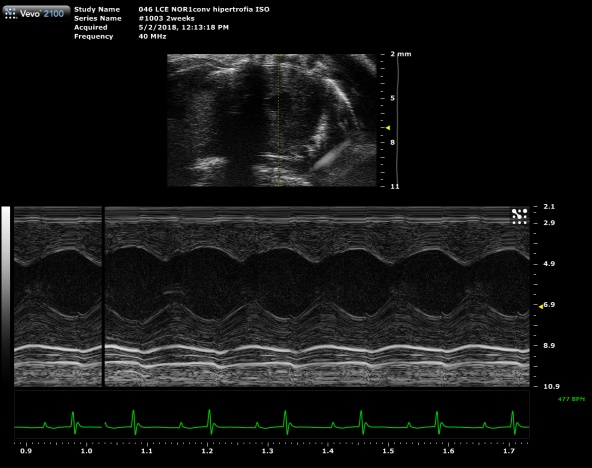 Vevo 2100
Study Name 046 LCE NOR1conv hipertrofia ISO
Series Name #1003 2weeks
Acquired 5/2/2018, 12:13:18 PM
Frequency 40 MHz
2 mm
5
8
11
2.1
2.9
4.9
6.9
8.9
10.9
477 BPM
0.9 1.0 1.1 1.2 1.3 1.4 1.5 1.6 1.7